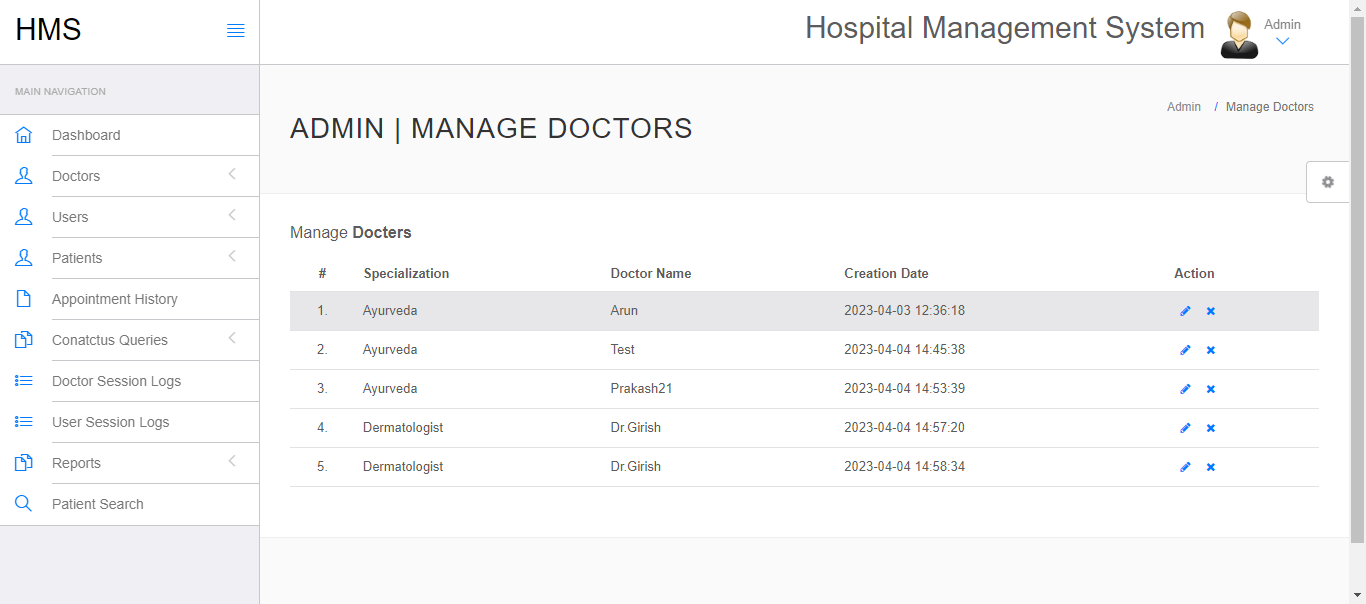 HMS
Hospital Management System
Admin
MAIN NAVIGATION
Dashboard
Doctors
Users
Patients
Appointment History
Conatctus Queries
Doctor Session Logs
User Session Logs
Reports
Patient Search
ADMIN | MANAGE DOCTORS
Admin / Manage Doctors
Manage Docters
# Specialization Doctor Name Creation Date Action
1. Ayurveda Arun 2023-04-03 12:36:18
2. Ayurveda Test 2023-04-04 14:45:38
3. Ayurveda Prakash21 2023-04-04 14:53:39
4. Dermatologist Dr.Girish 2023-04-04 14:57:20
5. Dermatologist Dr.Girish 2023-04-04 14:58:34